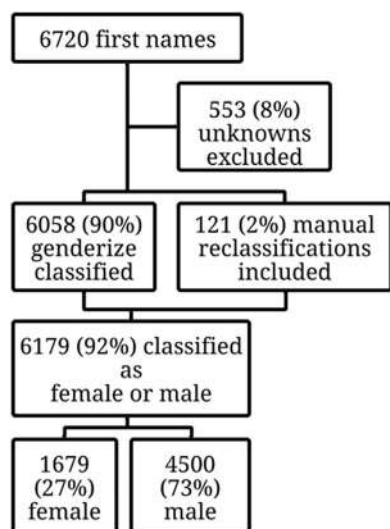 6720 first names
553 (8%)
unknowns
excluded
6058 (90%)
genderize
classified
121 (2%) manual
reclassifications
included
6179 (92%) classified
as
female or male
1679
(27%)
female
4500
(73%)
male